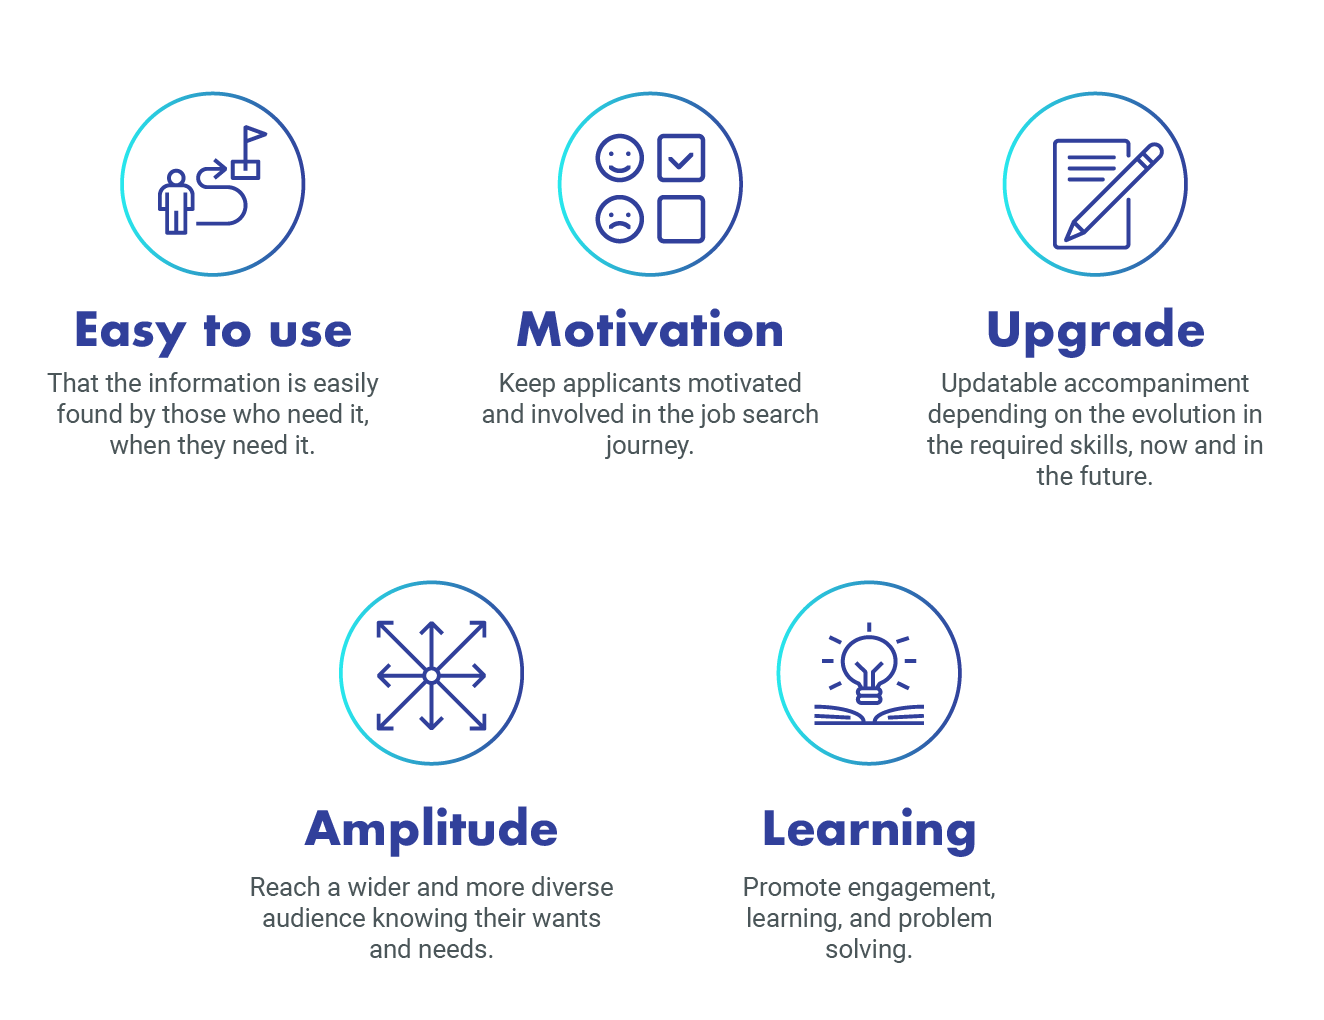 Easy to use
That the information is easily
found by those who need it,
when they need it.
Motivation
Keep applicants motivated
and involved in the job search
journey.
Upgrade
Updatable accompaniment
depending on the evolution in
the required skills, now and in
the future.
Amplitude
Reach a wider and more diverse
audience knowing their wants
and needs.
Learning
Promote engagement,
learning, and problem
solving.